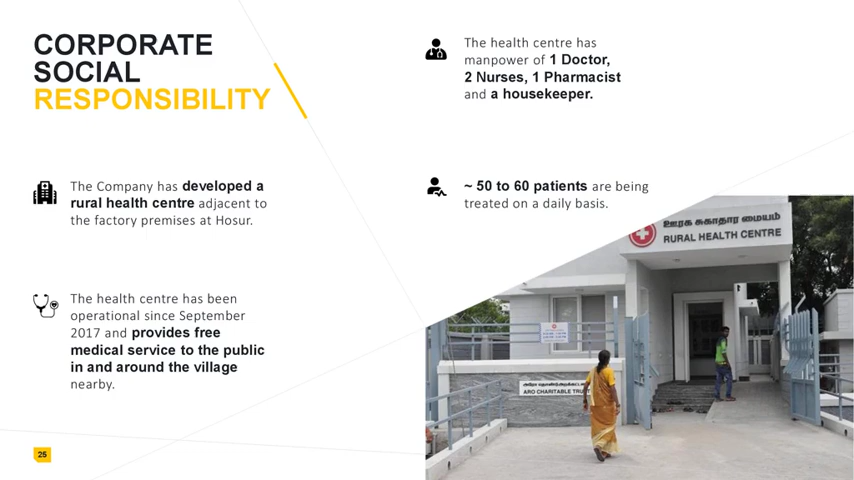 CORPORATE
SOCIAL
RESPONSIBILITY
The Company has developed a
rural health centre adjacent to
the factory premises at Hosur.
The health centre has been
operational since September
2017 and provides free
medical service to the public
in and around the village
nearby.
The health centre has
manpower of 1 Doctor,
2 Nurses, 1 Pharmacist
and a housekeeper.
~ 50 to 60 patients are being
treated on a daily basis.
ஊரக சுகாதார மையம்
RURAL HEALTH CENTRE
ARO CHARITABLE TRUST
25